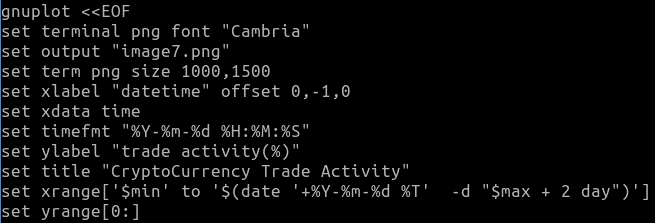 gnuplot <<EOF
set terminal png font "Cambria"
set output "image7.png"
set term png size 1000,1500
set xlabel "datetime" offset 0,-1,0
set xdata time
set timefmt "%Y-%m-%d %H:%M:%S"
set ylabel "trade activity(%)"
set title "CryptoCurrency Trade Activity"
set xrange['$min' to '$(date '+%Y-%m-%d %T'  -d "$max + 2 day")']
set yrange[0:]